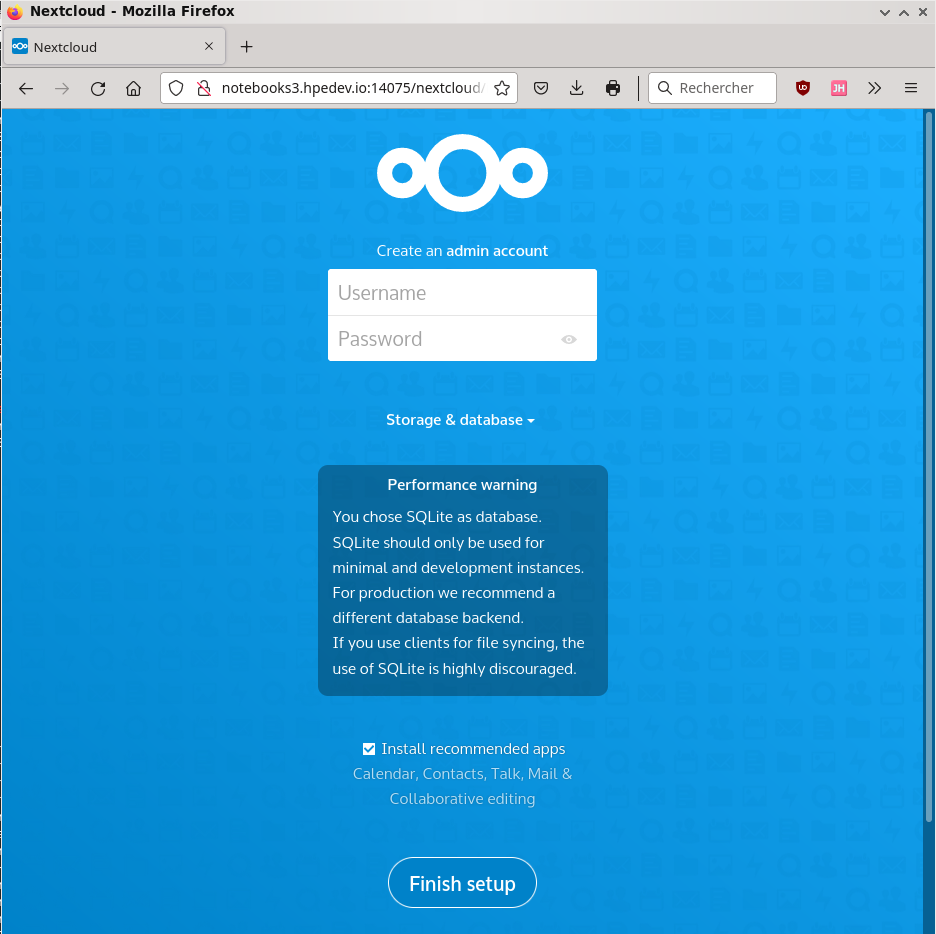 Nextcloud - Mozilla Firefox
Nextcloud
notebooks3.hpedev.io:14075/nextcloud/
Rechercher
UD
JH
Create an admin account
Username
Password
Storage & database
Performance warning
You chose SQLite as database.
SQLite should only be used for
minimal and development instances.
For production we recommend a
different database backend.
If you use clients for file syncing, the
use of SQLite is highly discouraged.
Install recommended apps
Calendar, Contacts, Talk, Mail &
Collaborative editing
Finish setup